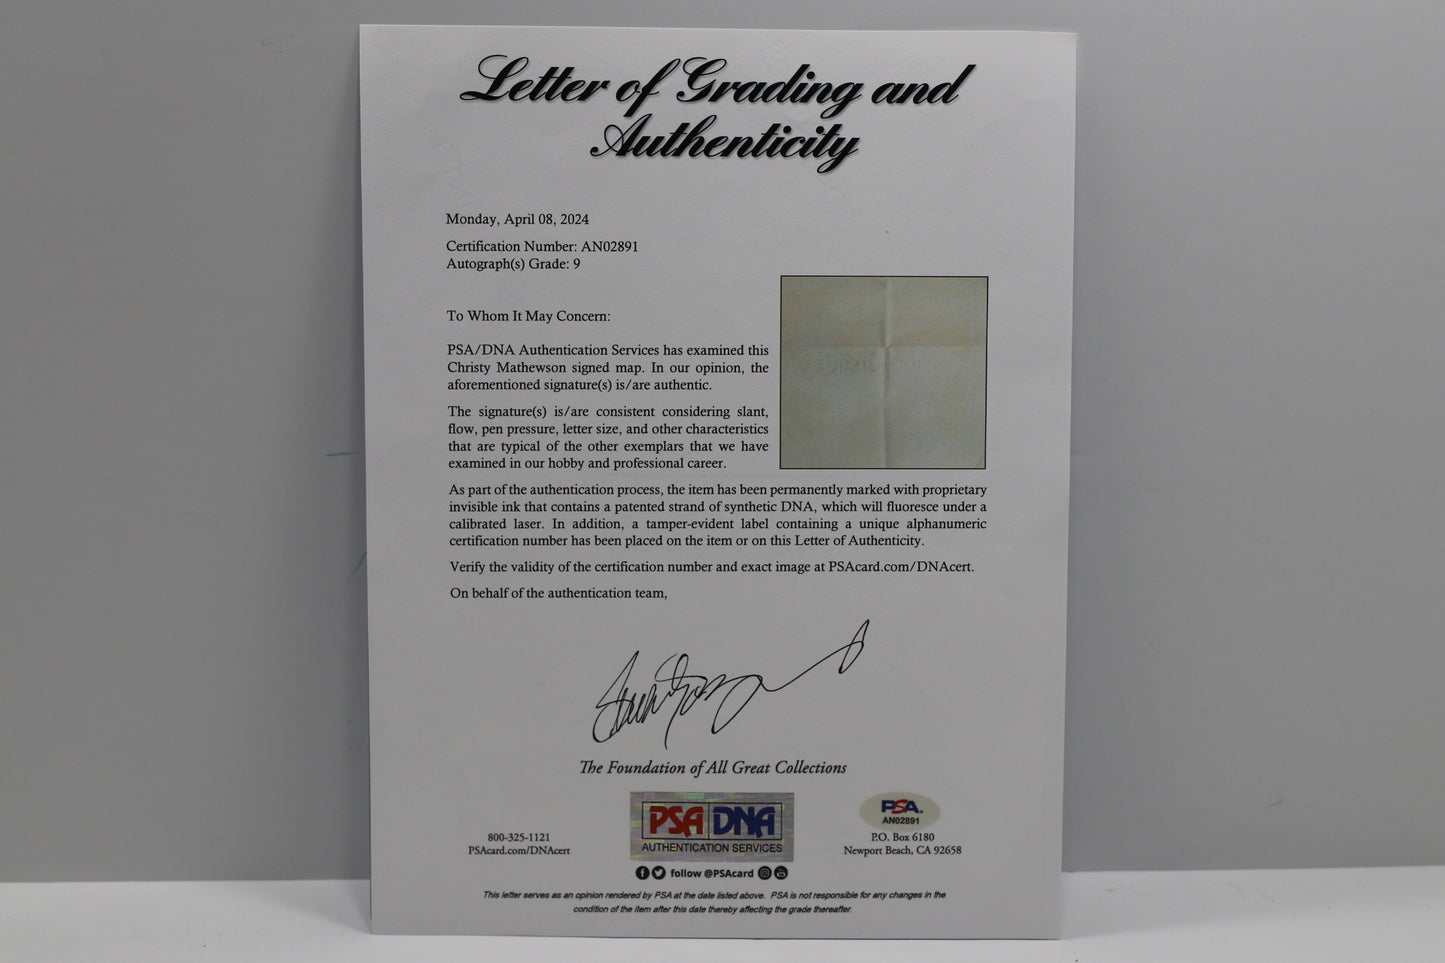 Letter of Grading and
Authenticity
Monday, April 08, 2024
Certification Number: AN02891
Autograph(s) Grade: 9
To Whom It May Concern:
PSA/DNA Authentication Services has examined this
Christy Mathewson signed map. In our opinion, the
aforementioned signature(s) is/are authentic.
The signature(s) is/are consistent considering slant,
flow, pen pressure, letter size, and other characteristics
that are typical of the other exemplars that we have
examined in our hobby and professional career.
As part of the authentication process, the item has been permanently marked with proprietary
invisible ink that contains a patented strand of synthetic DNA, which will fluoresce under a
calibrated laser. In addition, a tamper-evident label containing a unique alphanumeric
certification number has been placed on the item or on this Letter of Authenticity.
Verify the validity of the certification number and exact image at PSAcard.com/DNAcert.
On behalf of the authentication team,
The Foundation of All Great Collections
800-325-1121
PSAcard.com/DNAcert
PSA DNA
AUTHENTICATION SERVICES
follow @PSAcard
PSA.
AN02891
P.O. Box 6180
Newport Beach, CA 92658
This letter serves as an opinion rendered by PSA at the date listed above. PSA is not responsible for any changes in the
condition of the item after this date thereby affecting the grade thereafter.